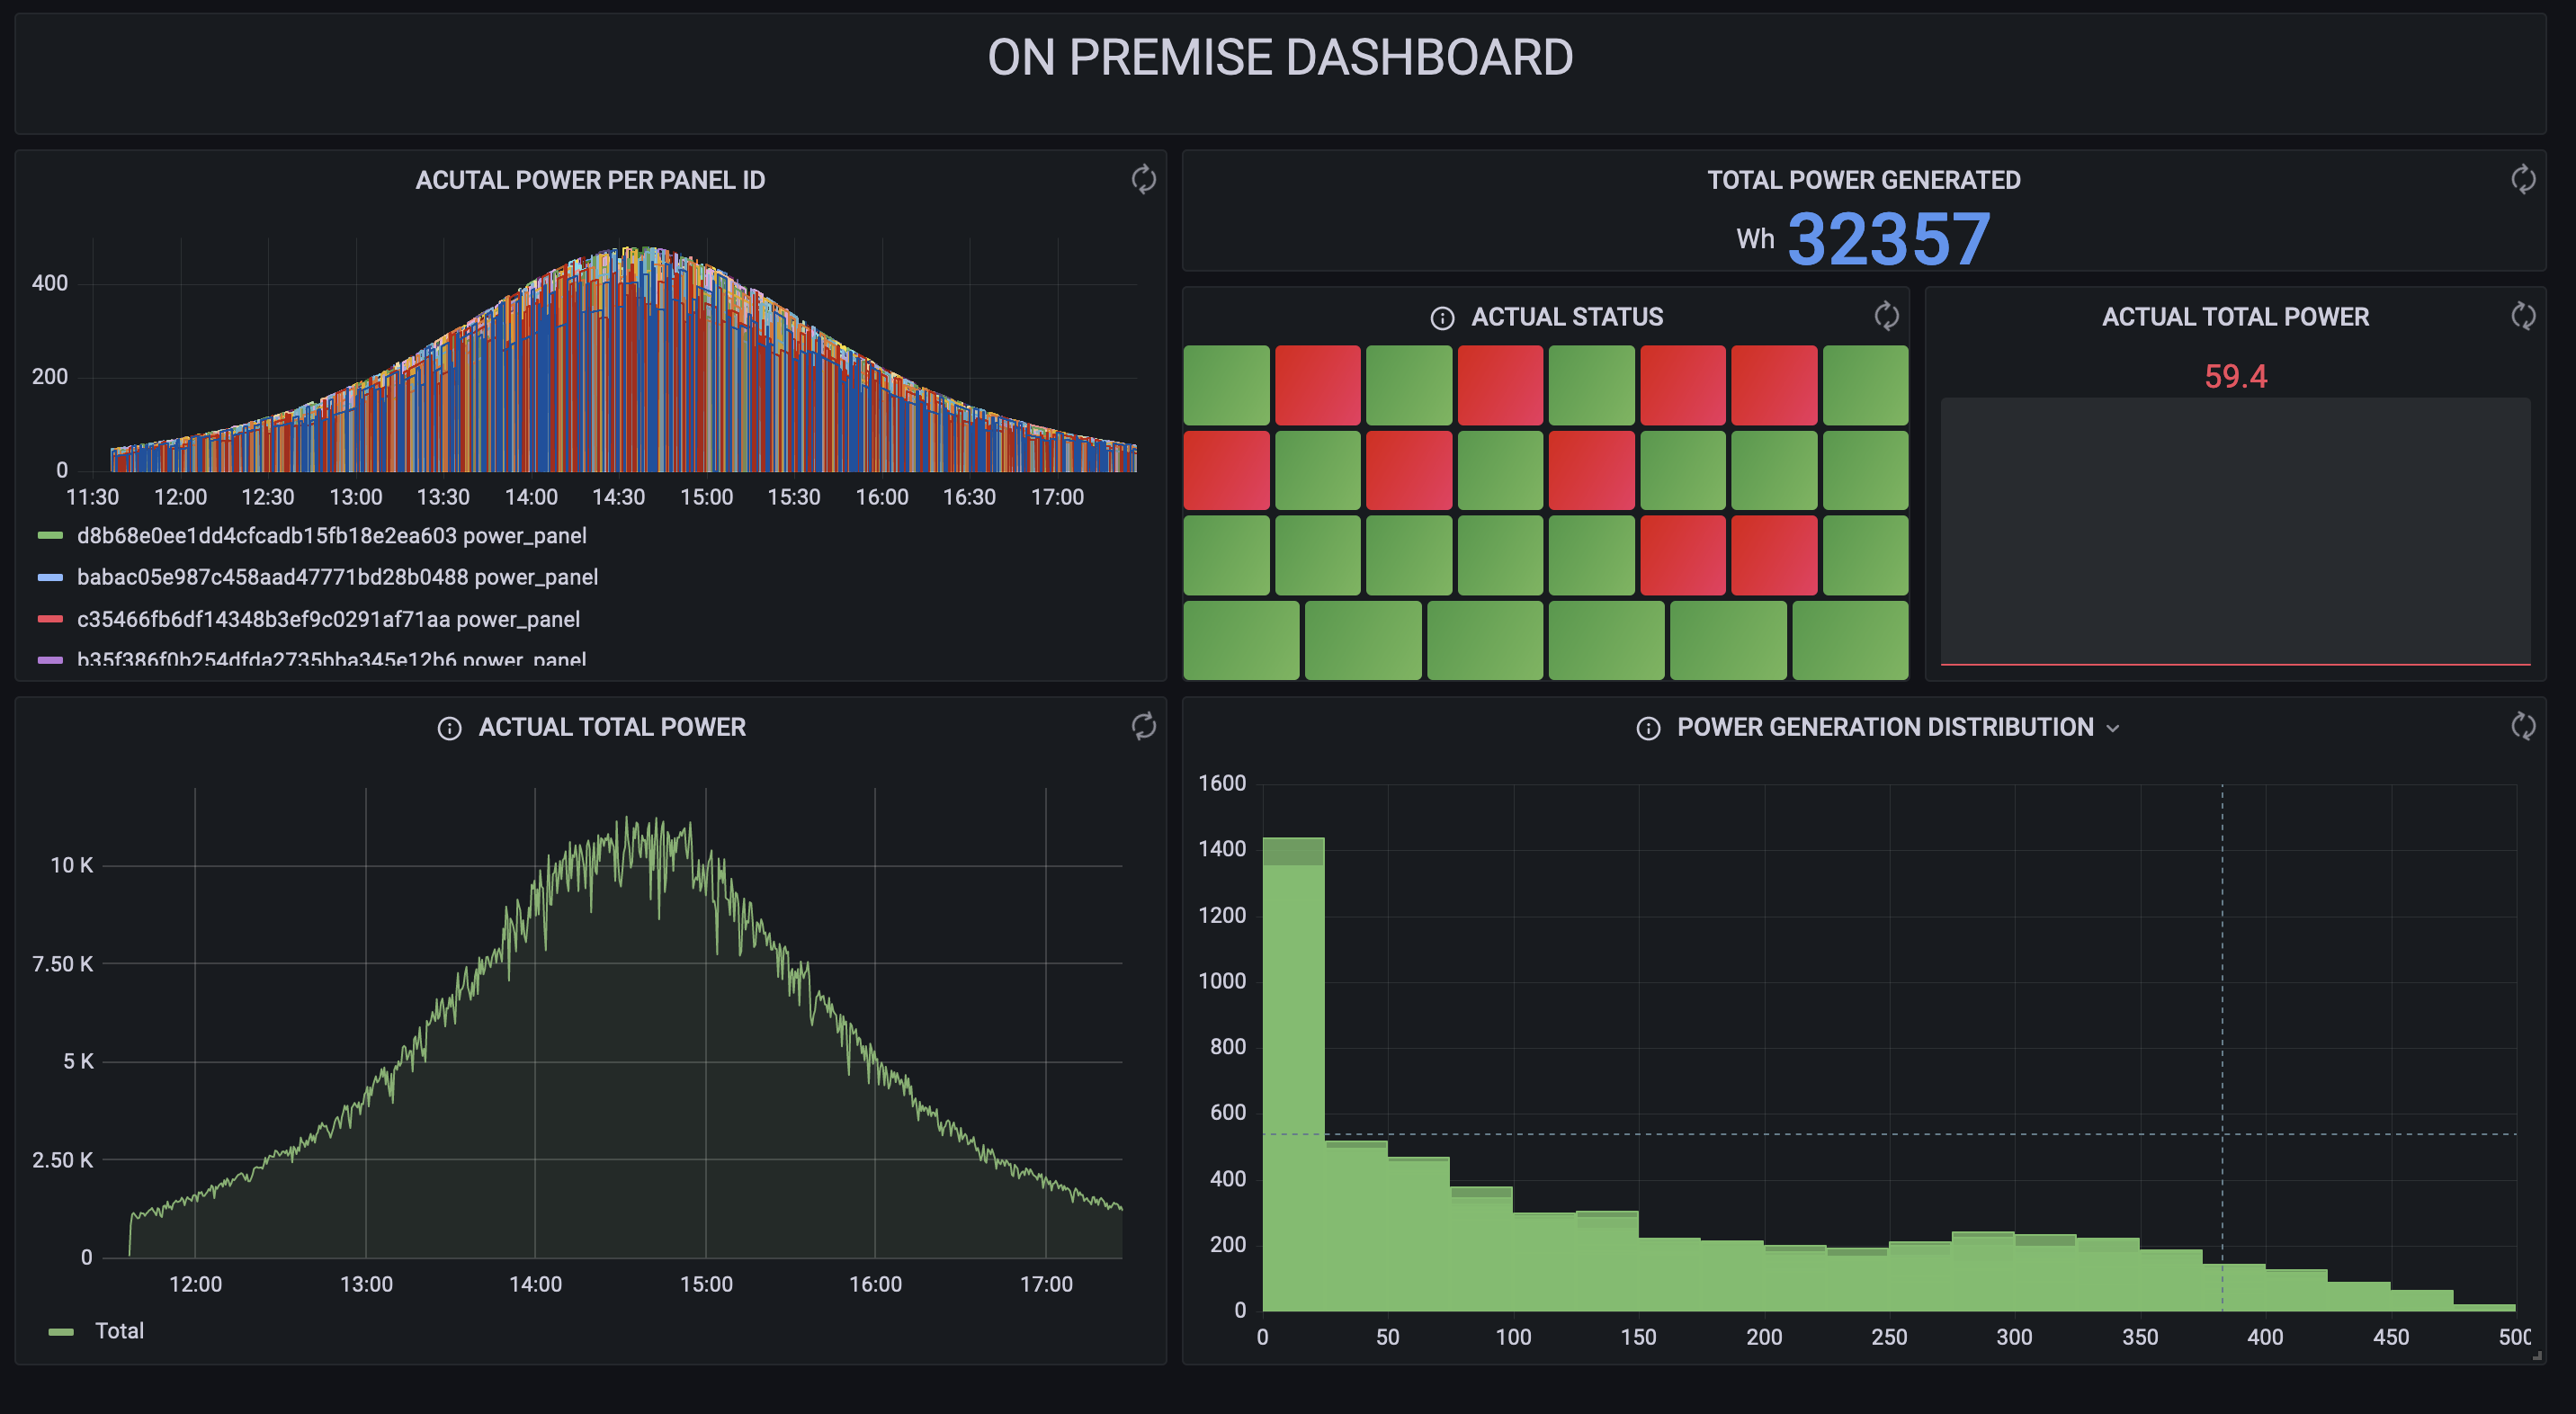 ON PREMISE DASHBOARD
ACUTAL POWER PER PANEL ID
400
200
0
11:30 12:00 12:30 13:00 13:30 14:00 14:30 15:00 15:30 16:00 16:30 17:00
d8b68e0ee1dd4cfcadb15fb18e2ea603 power_panel
babac05e987c458aad47771bd28b0488 power_panel
c35466fb6df14348b3ef9c0291af71aa power_panel
b35f386f0b254dfda2735bba345e12b6 power_panel
TOTAL POWER GENERATED
Wh 32357
ACTUAL STATUS
ACTUAL TOTAL POWER
59.4
ACTUAL TOTAL POWER
10 K
7.50 K
5 K
2.50 K
0
12:00 13:00 14:00 15:00 16:00 17:00
Total
POWER GENERATION DISTRIBUTION
1600
1400
1200
1000
800
600
400
200
0
0 50 100 150 200 250 300 350 400 450 500